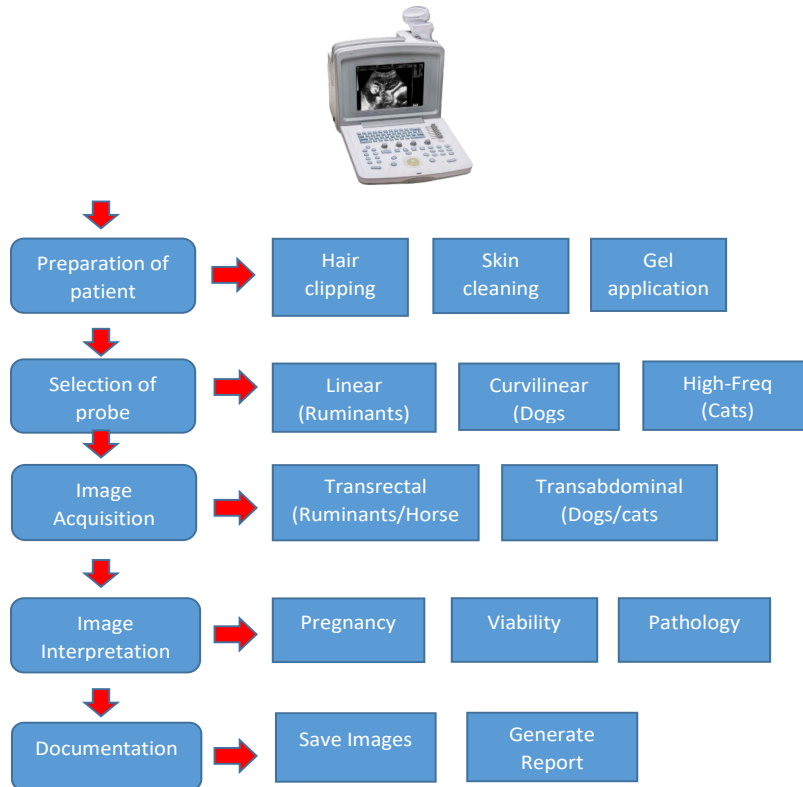 Preparation of
patient
Hair
clipping
Skin
cleaning
Gel
application
Selection of
probe
Linear
(Ruminants)
Curvilinear
(Dogs
High-Freq
(Cats)
Image
Acquisition
Transrectal
(Ruminants/Horse
Transabdominal
(Dogs/cats
Image
Interpretation
Pregnancy
Viability
Pathology
Documentation
Save Images
Generate
Report